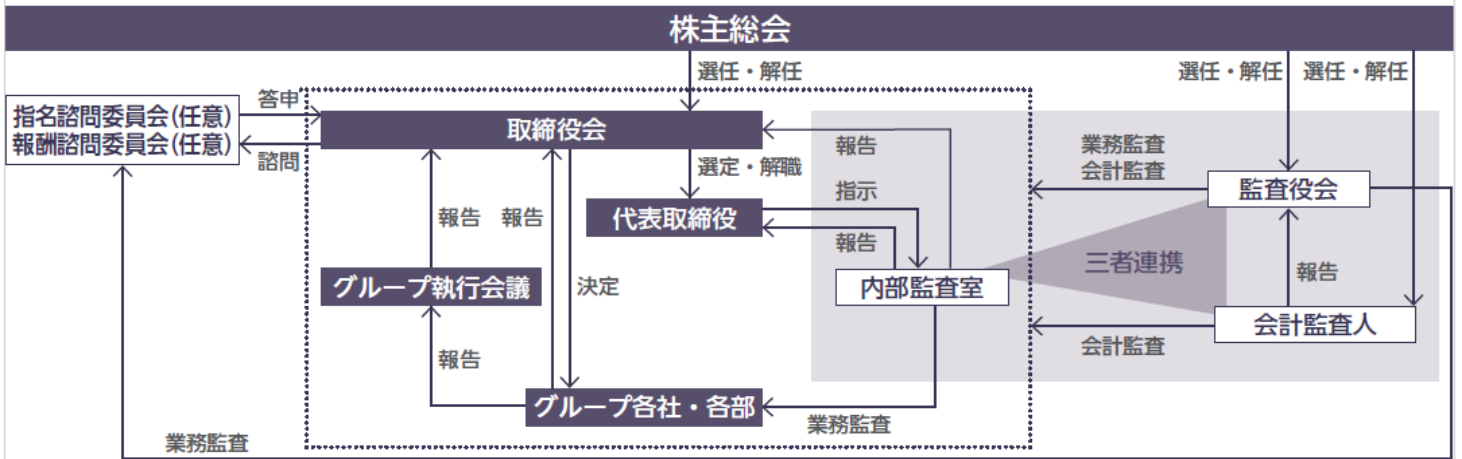 株主総会
選任・解任
選任・解任
選任・解任
指名諮問委員会(任意)
報酬諮問委員会(任意)
答申
諮問
取締役会
選定・解職
報告
指示
報告
業務監査
会計監査
監査役会
代表取締役
報告
報告
グループ執行会議
決定
内部監査室
三者連携
報告
会計監査人
会計監査
報告
グループ各社・各部
業務監査
業務監査